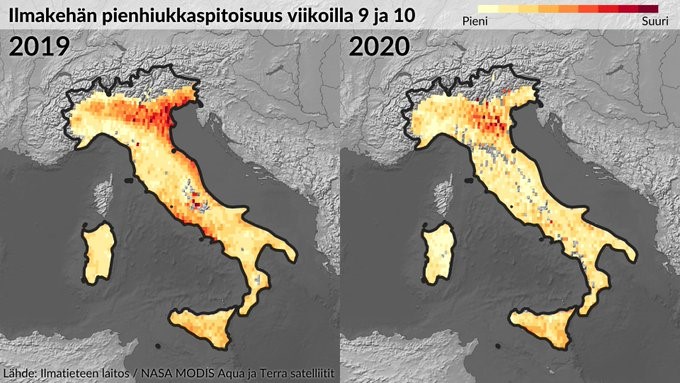 Ilmakehän pienhiukkaspitoisuus viikoilla 9 ja 10
Pieni
Suuri
2019
2020
Lähde: Ilmatieteen laitos / NASA MODIS Aqua ja Terra satelliitit